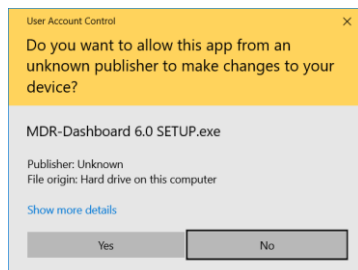 User Account Control
Do you want to allow this app from an
unknown publisher to make changes to your
device?
MDR-Dashboard 6.0 SETUP.exe
Publisher: Unknown
File origin: Hard drive on this computer
Show more details
Yes
No